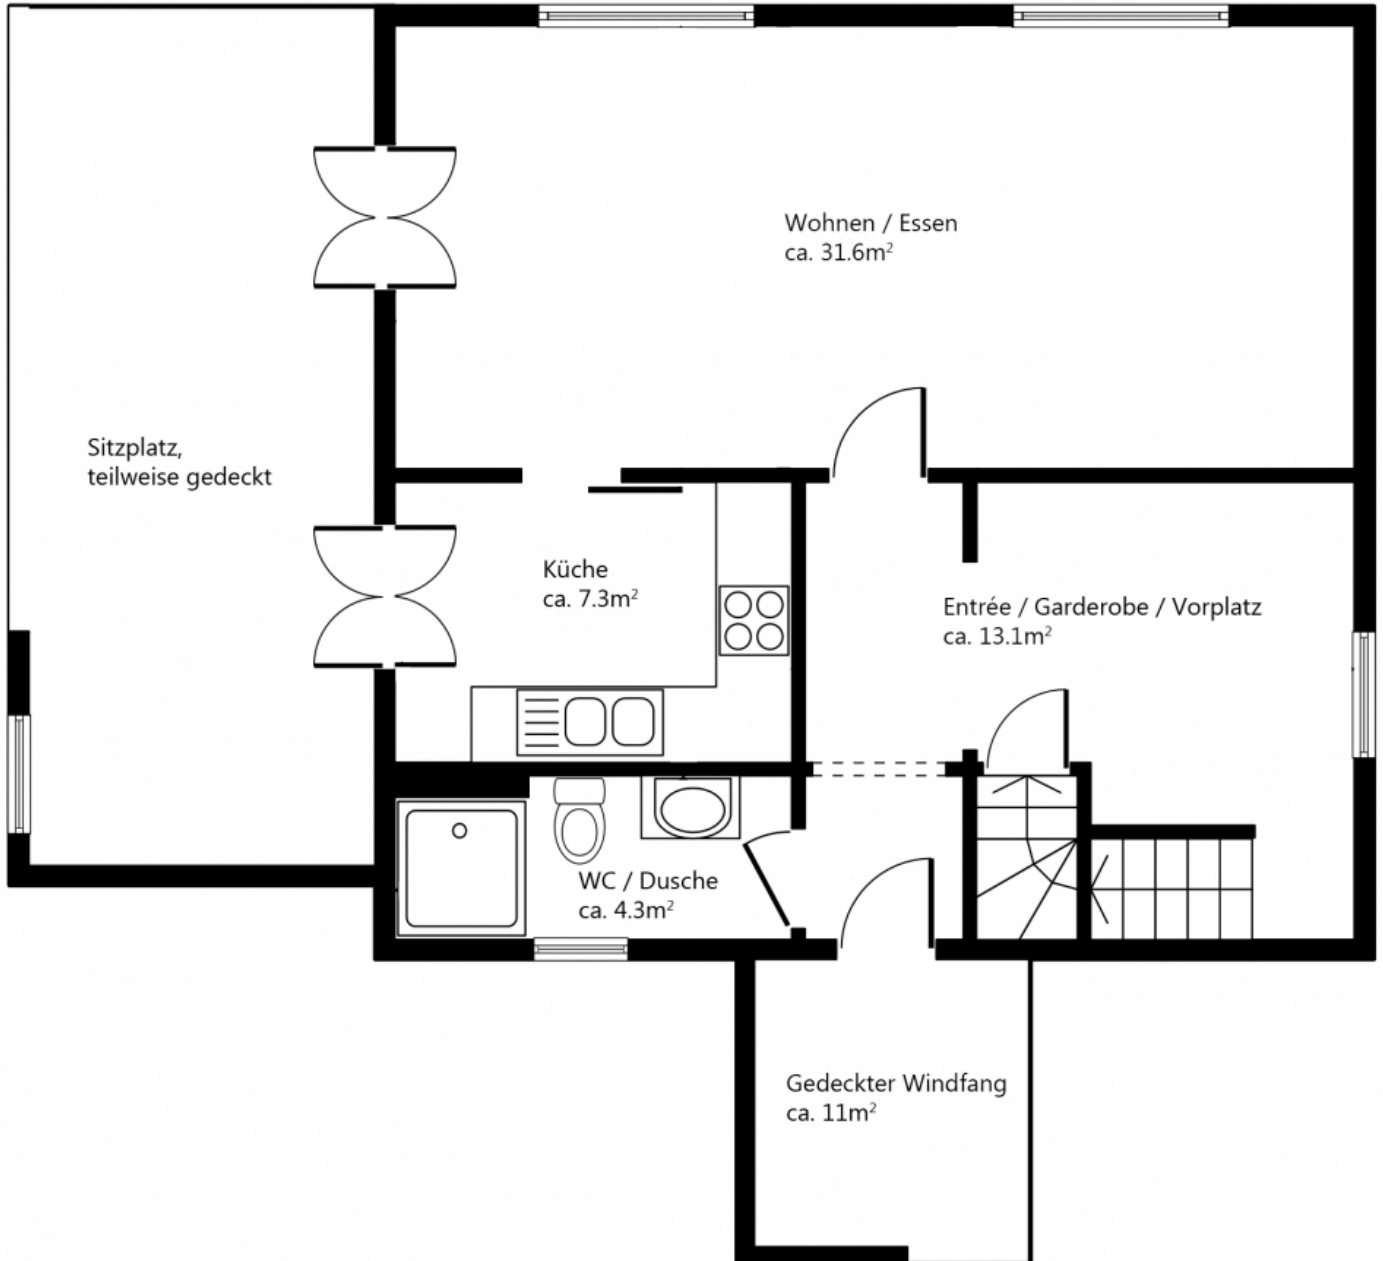 Wohnen / Essen
ca. 31.6m²
Sitzplatz,
teilweise gedeckt
Küche
ca. 7.3m²
Entrée / Garderobe / Vorplatz
ca. 13.1m²
WC / Dusche
ca. 4.3m²
Gedeckter Windfang
ca. 11m²